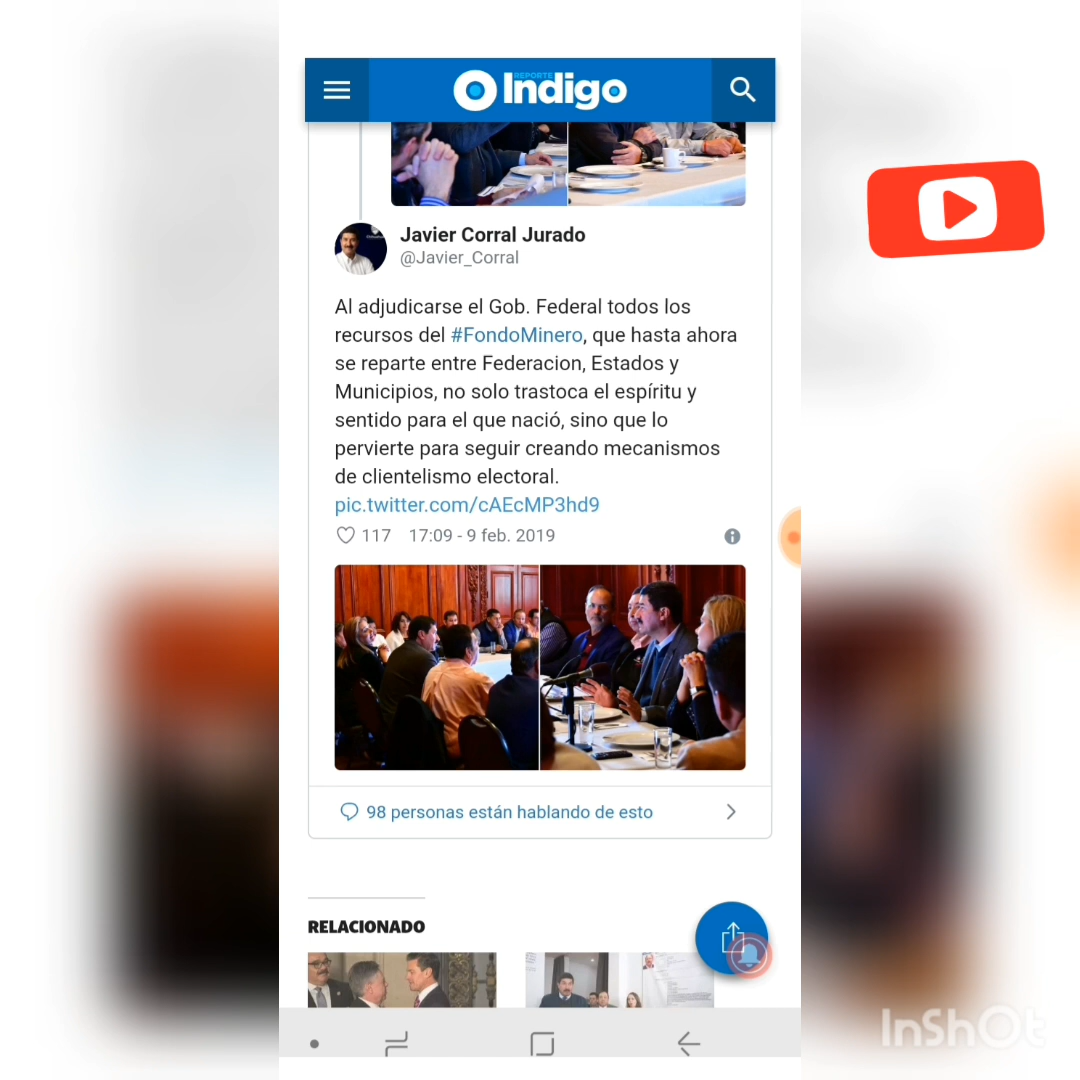 REPORTE
Indigo
Javier Corral Jurado
@Javier_Corral
Al adjudicarse el Gob. Federal todos los
recursos del #FondoMinero, que hasta ahora
se reparte entre Federacion, Estados y
Municipios, no solo trastoca el espíritu y
sentido para el que nació, sino que lo
pervierte para seguir creando mecanismos
de clientelismo electoral.
pic.twitter.com/cAEcMP3hd9
117 17:09 - 9 feb. 2019
98 personas están hablando de esto
RELACIONADO
InShOt